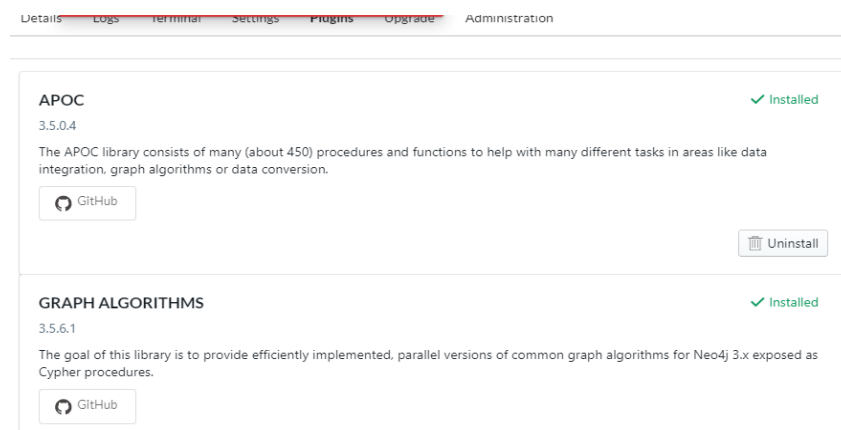 Details Logs Terminal Settings Plugins Upgrade Administration
APOC
✓ Installed
3.5.0.4
The APOC library consists of many (about 450) procedures and functions to help with many different tasks in areas like data
integration, graph algorithms or data conversion.
GitHub
Uninstall
GRAPH ALGORITHMS
✓ Installed
3.5.6.1
The goal of this library is to provide efficiently implemented, parallel versions of common graph algorithms for Neo4j 3.x exposed as
Cypher procedures.
GitHub